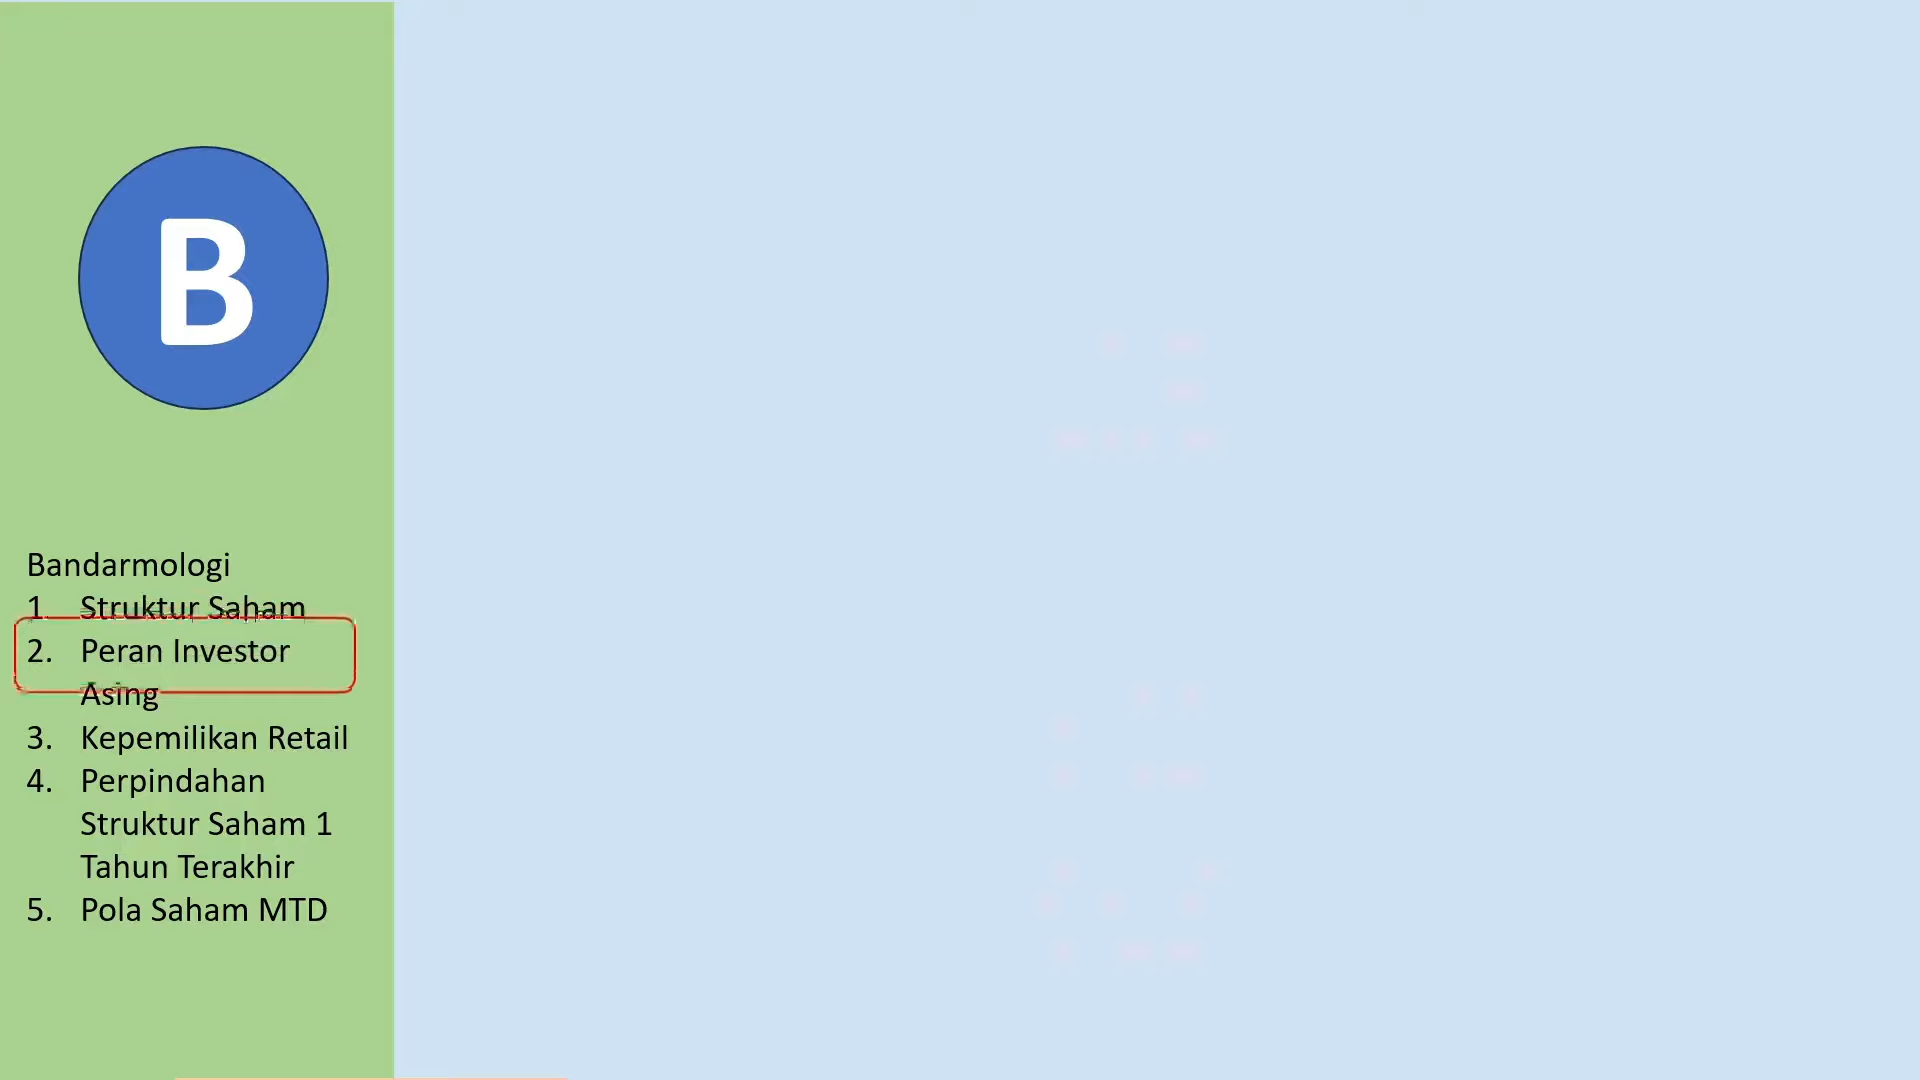 B
Bandarmologi
1. Struktur Saham
2. Peran Investor
Asing
3. Kepemilikan Retail
4. Perpindahan
Struktur Saham 1
Tahun Terakhir
5. Pola Saham MTD